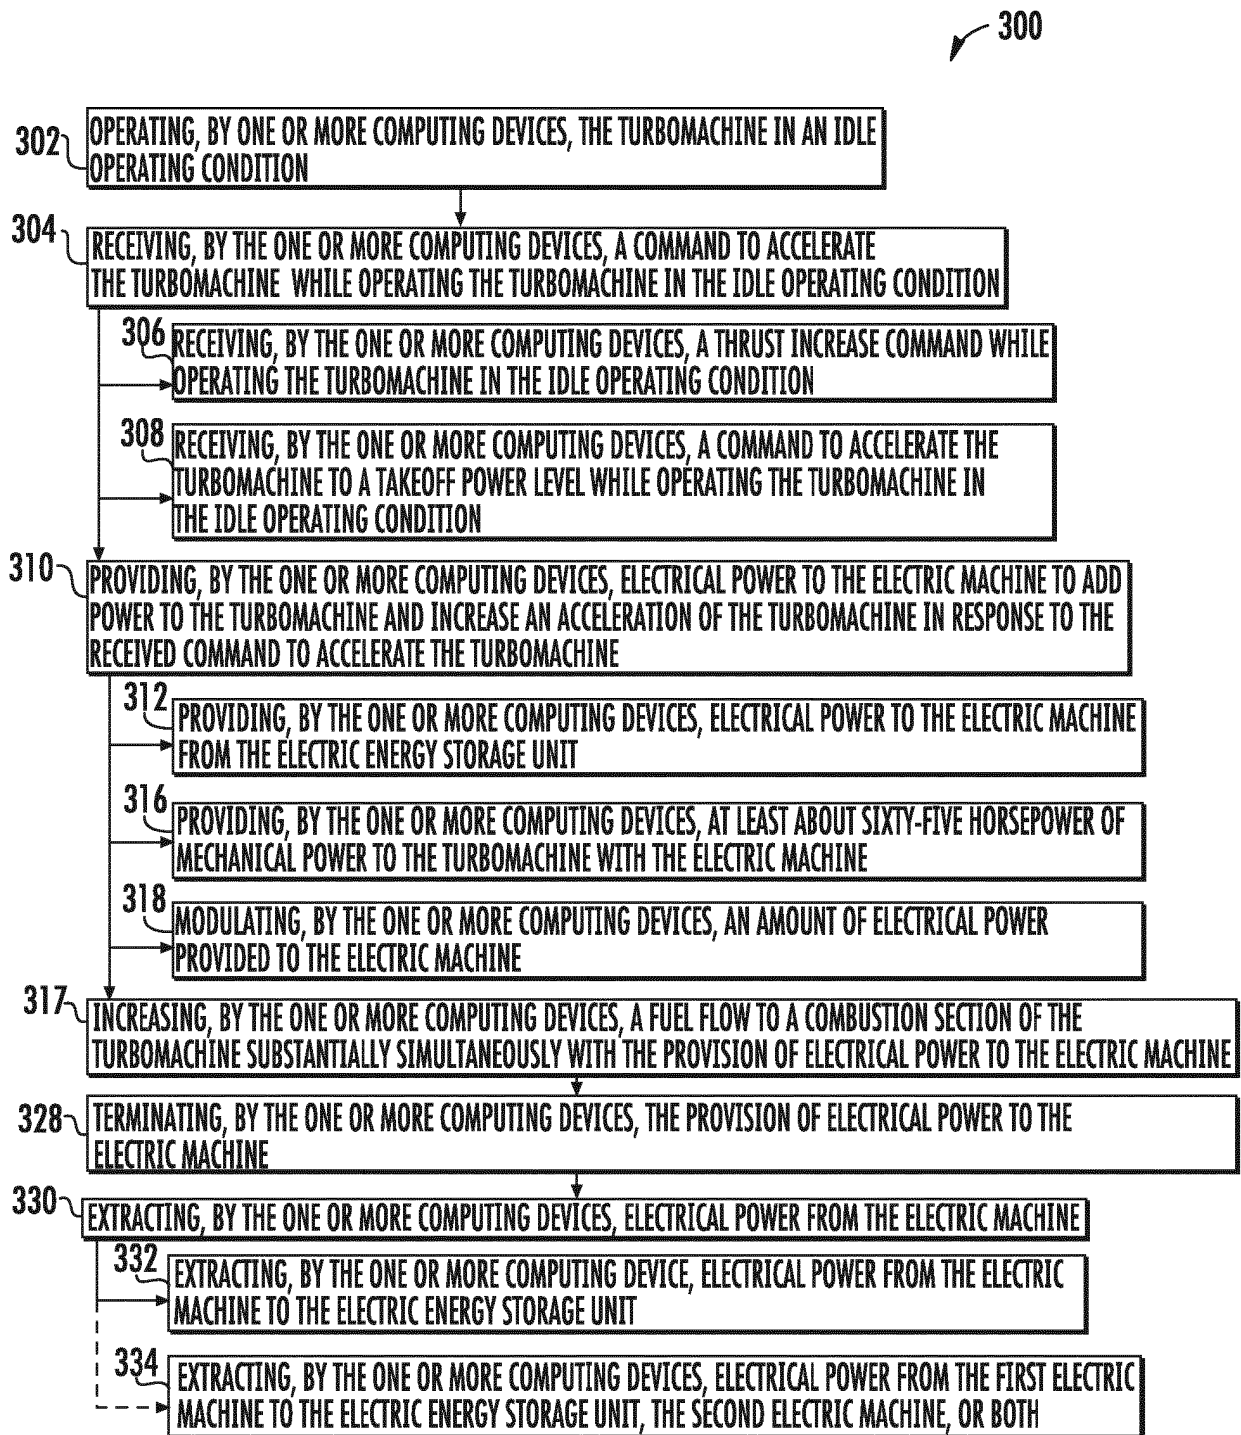 300
302
OPERATING, BY ONE OR MORE COMPUTING DEVICES, THE TURBOMACHINE IN AN IDLE
OPERATING CONDITION
304
RECEIVING, BY THE ONE OR MORE COMPUTING DEVICES, A COMMAND TO ACCELERATE
THE TURBOMACHINE WHILE OPERATING THE TURBOMACHINE IN THE IDLE OPERATING CONDITION
306
RECEIVING, BY THE ONE OR MORE COMPUTING DEVICES, A THRUST INCREASE COMMAND WHILE
OPERATING THE TURBOMACHINE IN THE IDLE OPERATING CONDITION
308
RECEIVING, BY THE ONE OR MORE COMPUTING DEVICES, A COMMAND TO ACCELERATE THE
TURBOMACHINE TO A TAKEOFF POWER LEVEL WHILE OPERATING THE TURBOMACHINE IN
THE IDLE OPERATING CONDITION
310
PROVIDING, BY THE ONE OR MORE COMPUTING DEVICES, ELECTRICAL POWER TO THE ELECTRIC MACHINE TO ADD
POWER TO THE TURBOMACHINE AND INCREASE AN ACCELERATION OF THE TURBOMACHINE IN RESPONSE TO THE
RECEIVED COMMAND TO ACCELERATE THE TURBOMACHINE
312
PROVIDING, BY THE ONE OR MORE COMPUTING DEVICES, ELECTRICAL POWER TO THE ELECTRIC MACHINE
FROM THE ELECTRIC ENERGY STORAGE UNIT
316
PROVIDING, BY THE ONE OR MORE COMPUTING DEVICES, AT LEAST ABOUT SIXTY-FIVE HORSEPOWER OF
MECHANICAL POWER TO THE TURBOMACHINE WITH THE ELECTRIC MACHINE
318
MODULATING, BY THE ONE OR MORE COMPUTING DEVICES, AN AMOUNT OF ELECTRICAL POWER
PROVIDED TO THE ELECTRIC MACHINE
317
INCREASING, BY THE ONE OR MORE COMPUTING DEVICES, A FUEL FLOW TO A COMBUSTION SECTION OF THE
TURBOMACHINE SUBSTANTIALLY SIMULTANEOUSLY WITH THE PROVISION OF ELECTRICAL POWER TO THE ELECTRIC MACHINE
328
TERMINATING, BY THE ONE OR MORE COMPUTING DEVICES, THE PROVISION OF ELECTRICAL POWER TO THE
ELECTRIC MACHINE
330
EXTRACTING, BY THE ONE OR MORE COMPUTING DEVICES, ELECTRICAL POWER FROM THE ELECTRIC MACHINE
332
EXTRACTING, BY THE ONE OR MORE COMPUTING DEVICE, ELECTRICAL POWER FROM THE ELECTRIC
MACHINE TO THE ELECTRIC ENERGY STORAGE UNIT
334
EXTRACTING, BY THE ONE OR MORE COMPUTING DEVICES, ELECTRICAL POWER FROM THE FIRST ELECTRIC
MACHINE TO THE ELECTRIC ENERGY STORAGE UNIT, THE SECOND ELECTRIC MACHINE, OR BOTH